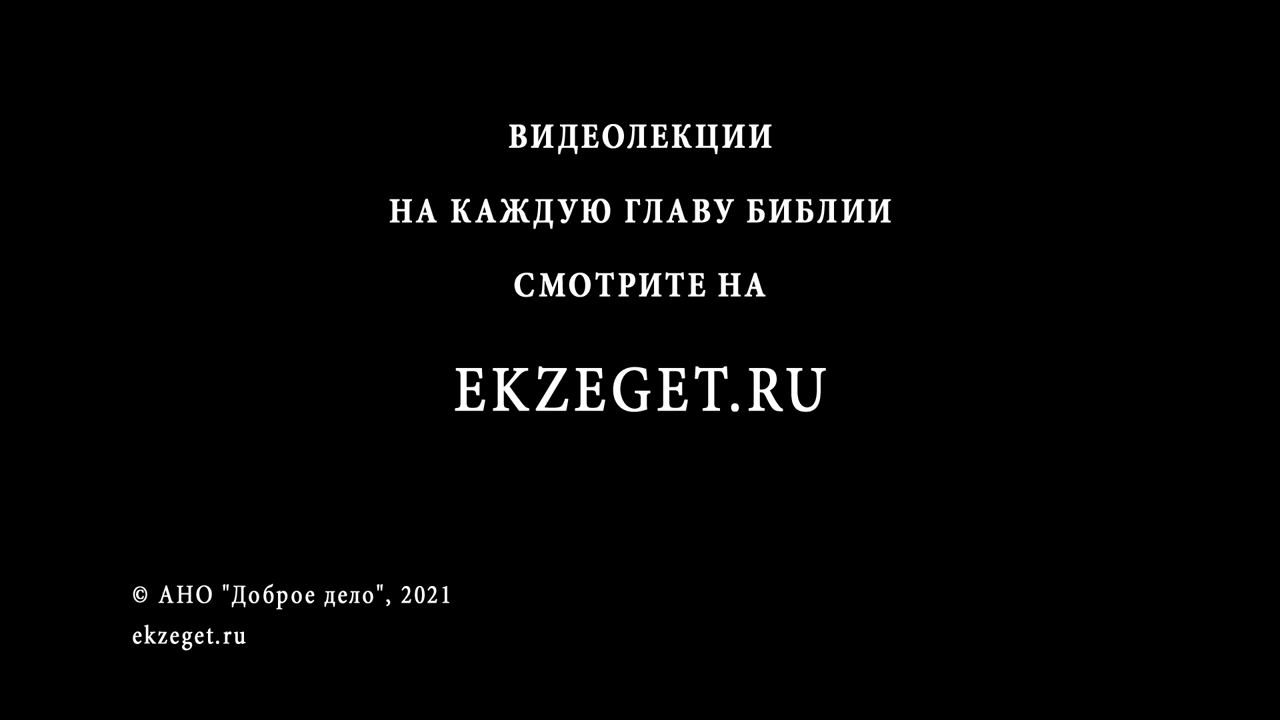 ВИДЕОЛЕКЦИИ
НА КАЖДУЮ ГЛАВУ БИБЛИИ
СМОТРИТЕ НА
EKZEGET.RU
© АНО "Доброе дело", 2021
ekzeget.ru